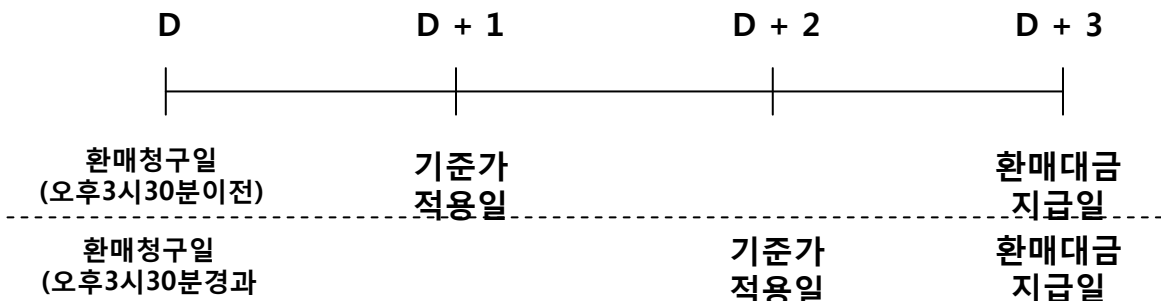 D D + 1 D + 2 D + 3
환매청구일
(오후3시30분이전)
기준가
적용일
환매대금
지급일
환매청구일
(오후3시30분경과
기준가
적용일
환매대금
지급일